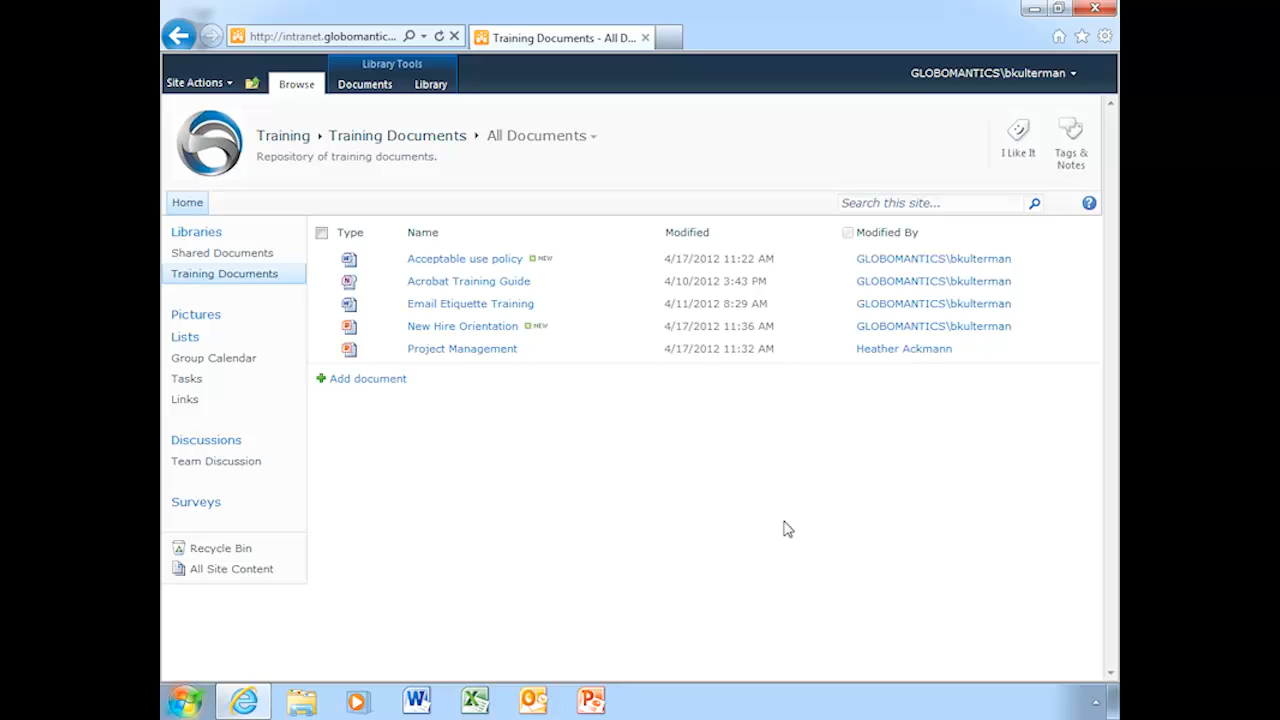 http://intranet.globomantic...
Training Documents - All D...
Library Tools
Site Actions
Browse
Documents
Library
GLOBOMANTICS\bkulterman
Training Training Documents All Documents
Repository of training documents.
I Like It
Tags & Notes
Home
Search this site...
Libraries
Shared Documents
Training Documents
Pictures
Lists
Group Calendar
Tasks
Links
Discussions
Team Discussion
Surveys
Recycle Bin
All Site Content
Type Name Modified Modified By
Acceptable use policy NEW 4/17/2012 11:22 AM GLOBOMANTICS\bkulterman
Acrobat Training Guide 4/10/2012 3:43 PM GLOBOMANTICS\bkulterman
Email Etiquette Training 4/11/2012 8:29 AM GLOBOMANTICS\bkulterman
New Hire Orientation NEW 4/17/2012 11:36 AM GLOBOMANTICS\bkulterman
Project Management 4/17/2012 11:32 AM Heather Ackmann
Add document